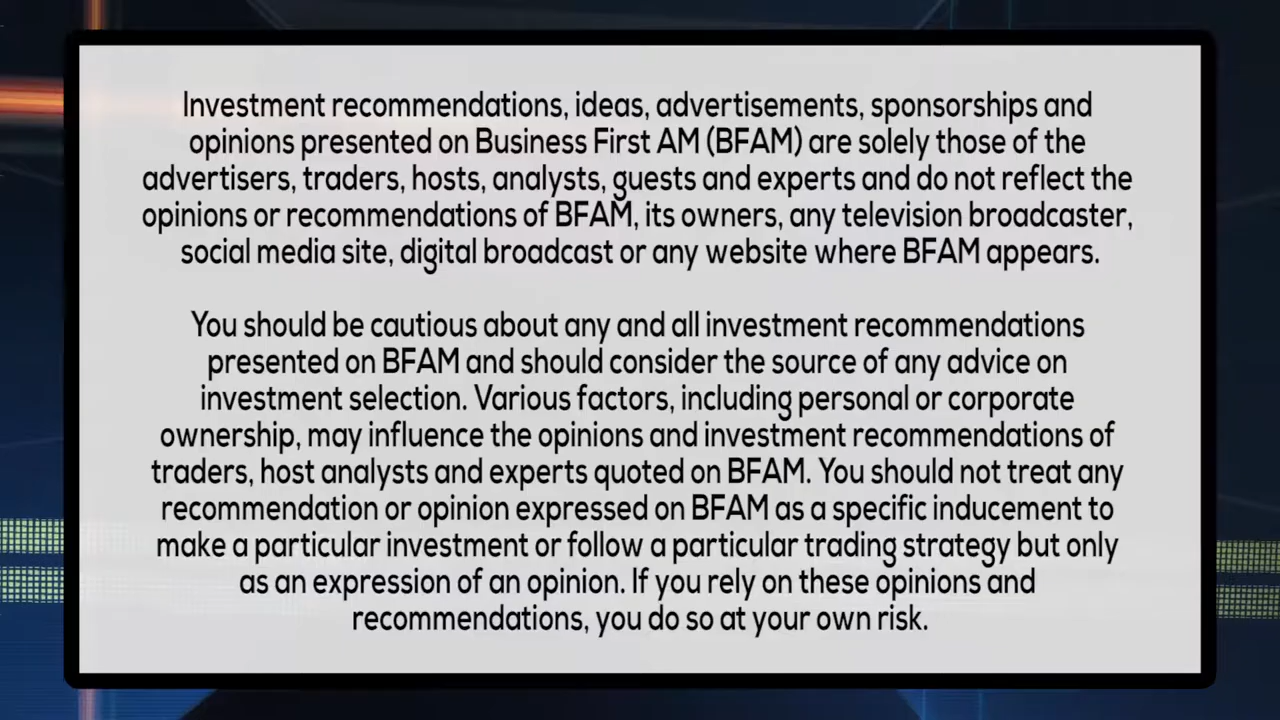 Investment recommendations, ideas, advertisements, sponsorships and
opinions presented on Business First AM (BFAM) are solely those of the
advertisers, traders, hosts, analysts, guests and experts and do not reflect the
opinions or recommendations of BFAM, its owners, any television broadcaster,
social media site, digital broadcast or any website where BFAM appears.
You should be cautious about any and all investment recommendations
presented on BFAM and should consider the source of any advice on
investment selection. Various factors, including personal or corporate
ownership, may influence the opinions and investment recommendations of
traders, host analysts and experts quoted on BFAM. You should not treat any
recommendation or opinion expressed on BFAM as a specific inducement to
make a particular investment or follow a particular trading strategy but only
as an expression of an opinion. If you rely on these opinions and
recommendations, you do so at your own risk.